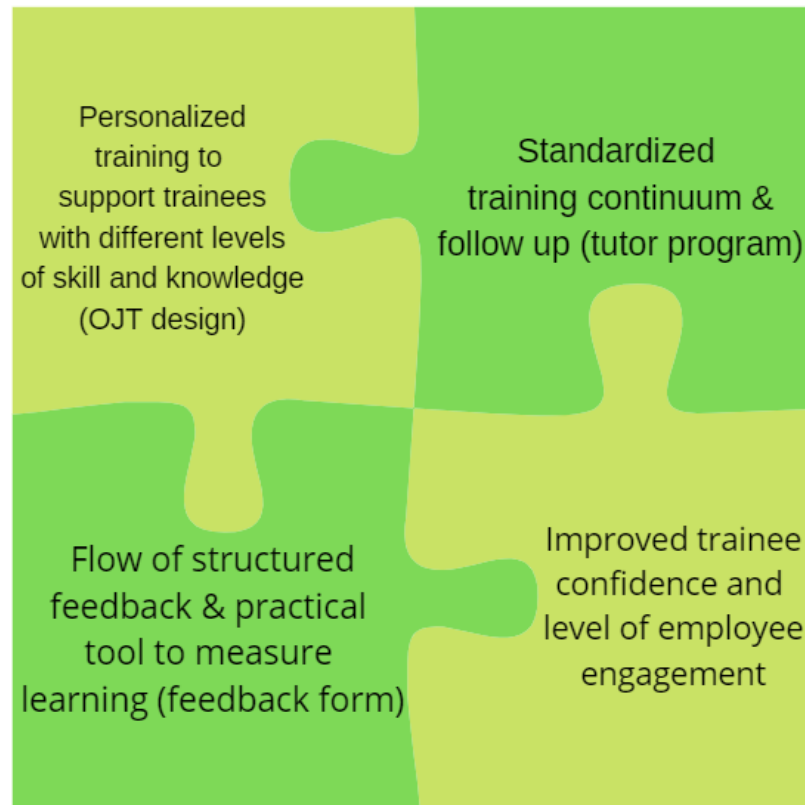 Personalized
training to
support trainees
with different levels
of skill and knowledge
(OJT design)
Standardized
training continuum &
follow up (tutor program)
Flow of structured
feedback & practical
tool to measure
learning (feedback form)
Improved trainee
confidence and
level of employee
engagement